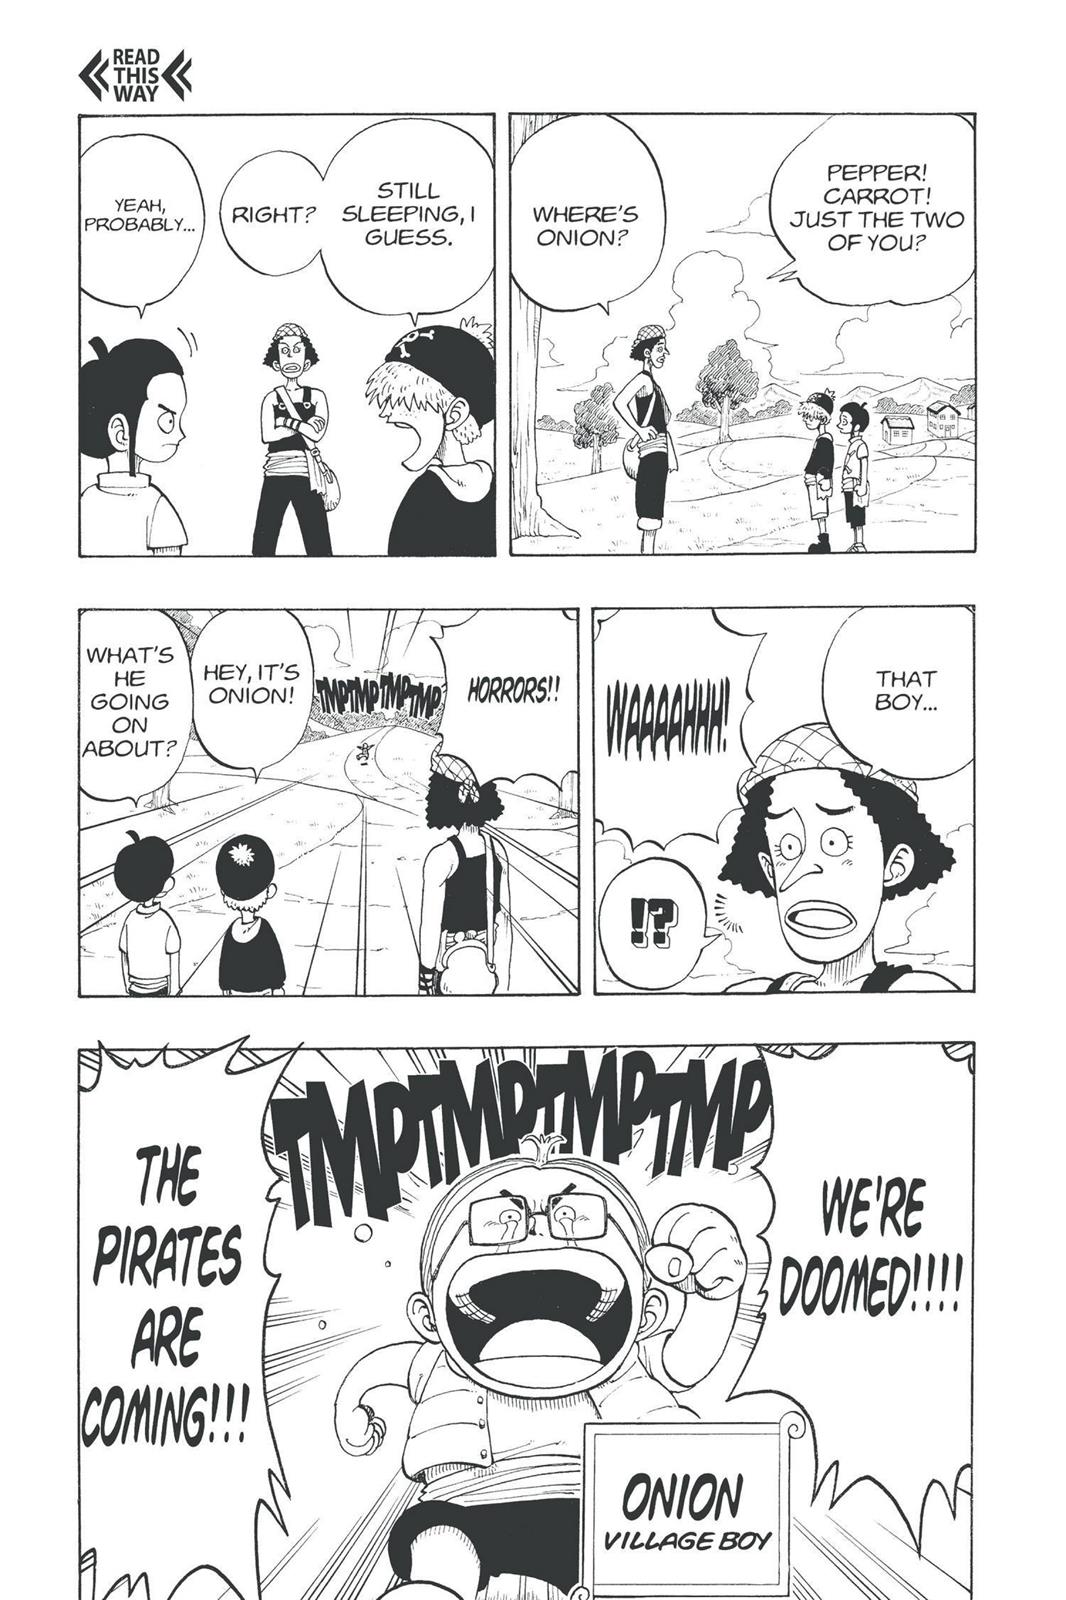 READ
THIS
WAY
PEPPER!
CARROT!
JUST THE TWO
OF YOU?
WHERE'S
ONION?
STILL
SLEEPING, I
GUESS.
RIGHT?
YEAH,
PROBABLY...
THAT
BOY...
WAAAAHHH!
!?
HORRORS!!
TMPTMPTMPTMP
HEY, IT'S
ONION!
WHAT'S
HE
GOING
ON
ABOUT?
TMPTMPTMPTMP
WE'RE
DOOMED!!!!
THE
PIRATES
ARE
COMING!!!
ONION
VILLAGE BOY